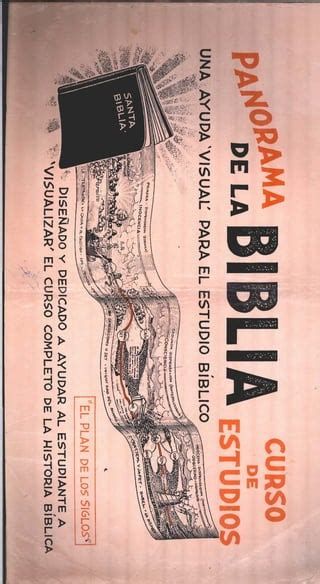 PANORAMA
DE LA BIBLIA
CURSO
DE
ESTUDIOS
UNA AYUDA 'VISUAL' PARA EL ESTUDIO BÍBLICO
SANTA
BIBLIA
"EL PLAN DE LOS SIGLOS"
DISEÑADO Y DEDICADO A AYUDAR AL ESTUDIANTE A
'VISUALIZAR' EL CURSO COMPLETO DE LA HISTORIA BÍBLICA